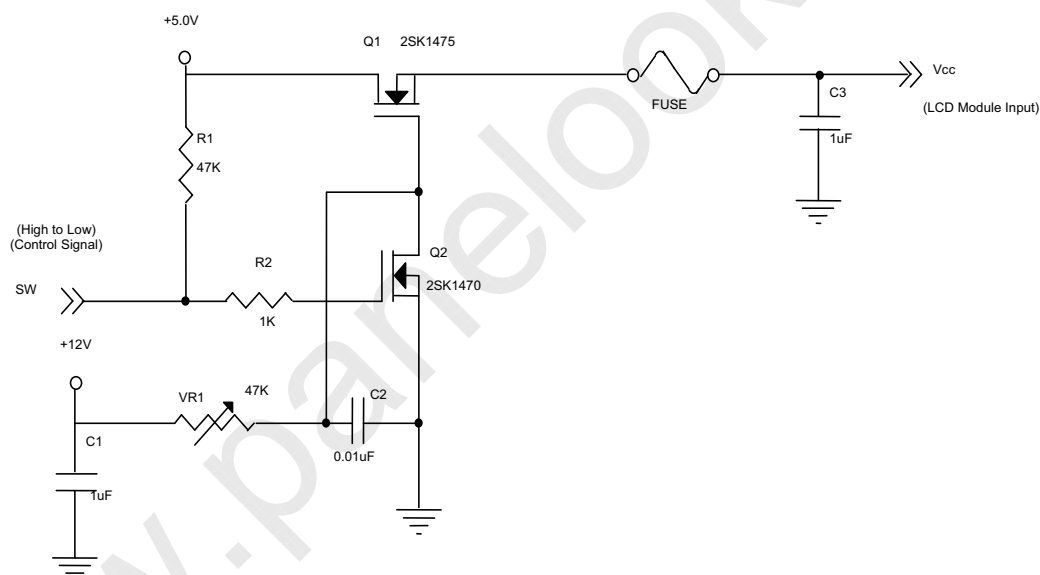 +5.0V
Q1 2SK1475
Vcc
FUSE
C3
(LCD Module Input)
R1
1uF
47K
(High to Low)
(Control Signal)
Q2
R2
SW
2SK1470
1K
+12V
VR1 47K C2
C1
0.01uF
1uF
w.panelook